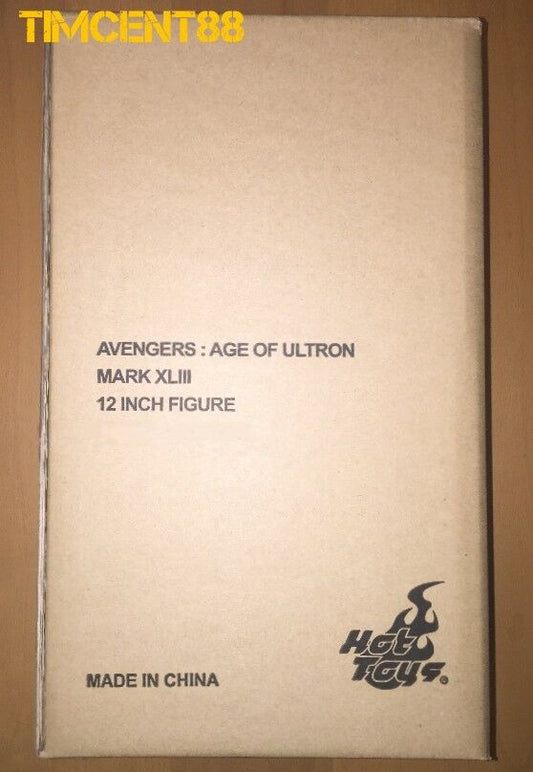 TIMCENT88
AVENGERS : AGE OF ULTRON
MARK XLIII
12 INCH FIGURE
Hot
Toys
MADE IN CHINA